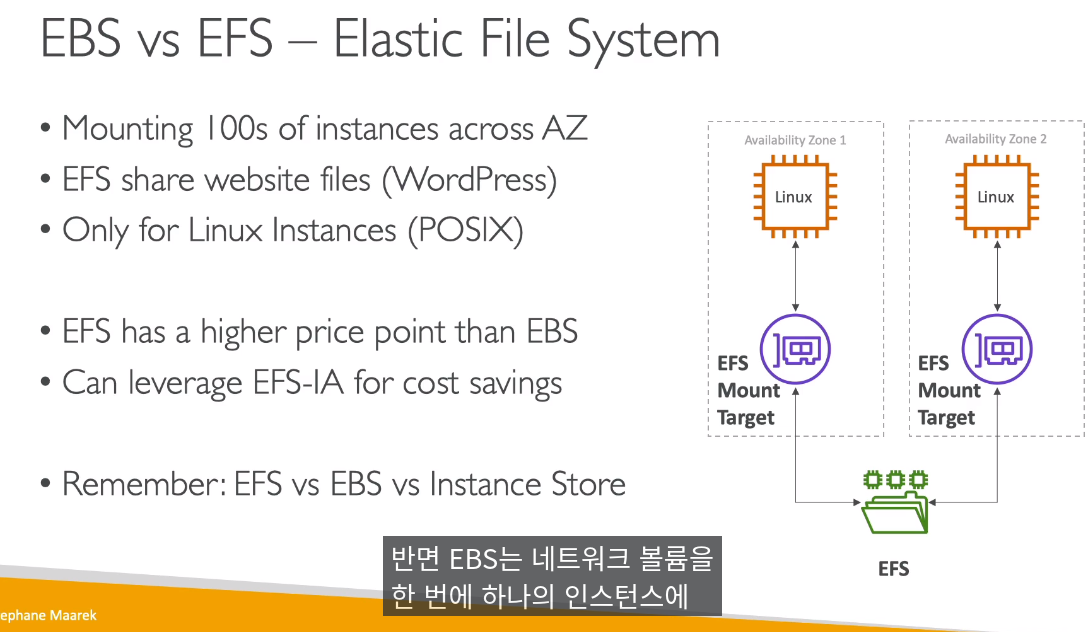 EBS vs EFS – Elastic File System
• Mounting 100s of instances across AZ
• EFS share website files (WordPress)
• Only for Linux Instances (POSIX)
• EFS has a higher price point than EBS
• Can leverage EFS-IA for cost savings
• Remember: EFS vs EBS vs Instance Store
Availability Zone 1
Linux
EFS
Mount
Target
Availability Zone 2
Linux
EFS
Mount
Target
EFS
반면 EBS는 네트워크 볼륨을
한 번에 하나의 인스턴스에
ephane Maarek